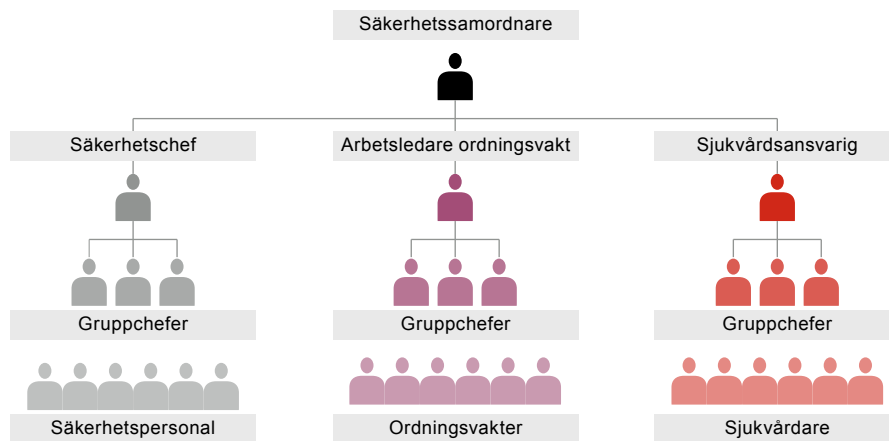 Säkerhetssamordnare
Säkerhetschef
Arbetsledare ordningsvakt
Sjukvårdsansvarig
Gruppchefer
Gruppchefer
Gruppchefer
Säkerhetspersonal
Ordningsvakter
Sjukvårdare